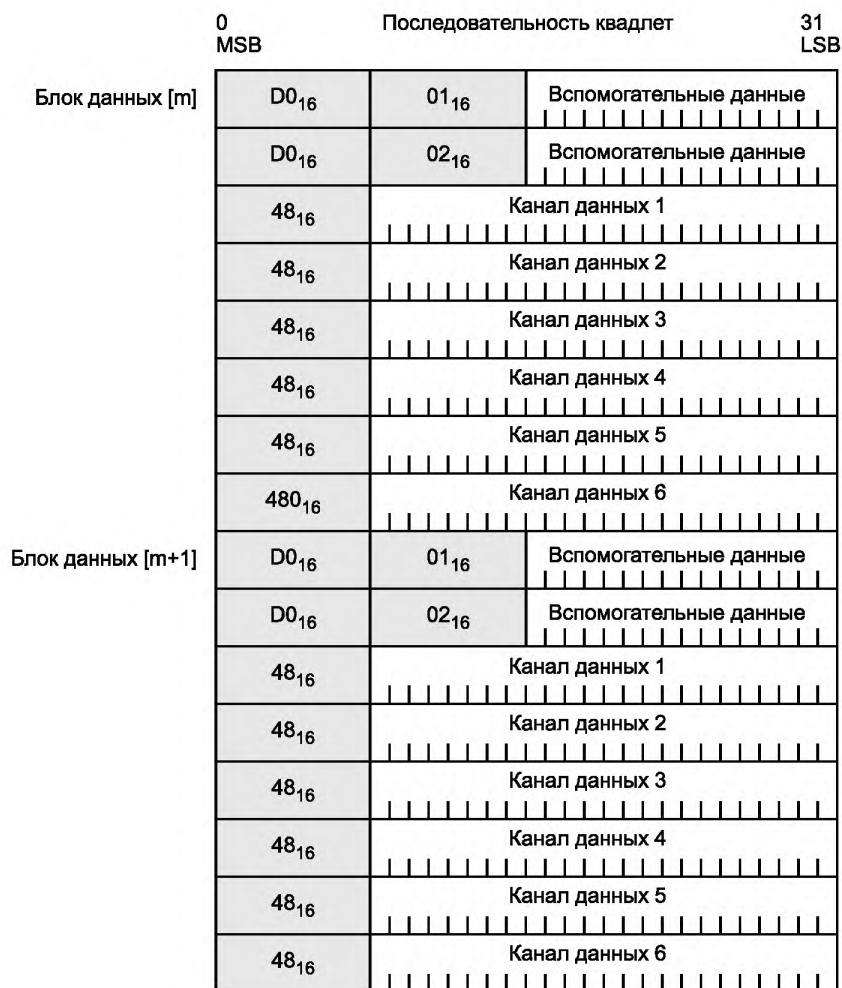 0 Последовательность квадлет 31
MSB LSB
Блок данных [m] D0₁₆ 01₁₆ Вспомогательные данные
D0₁₆ 02₁₆ Вспомогательные данные
48₁₆ Канал данных 1
48₁₆ Канал данных 2
48₁₆ Канал данных 3
48₁₆ Канал данных 4
48₁₆ Канал данных 5
480₁₆ Канал данных 6
Блок данных [m+1] D0₁₆ 01₁₆ Вспомогательные данные
D0₁₆ 02₁₆ Вспомогательные данные
48₁₆ Канал данных 1
48₁₆ Канал данных 2
48₁₆ Канал данных 3
48₁₆ Канал данных 4
48₁₆ Канал данных 5
48₁₆ Канал данных 6